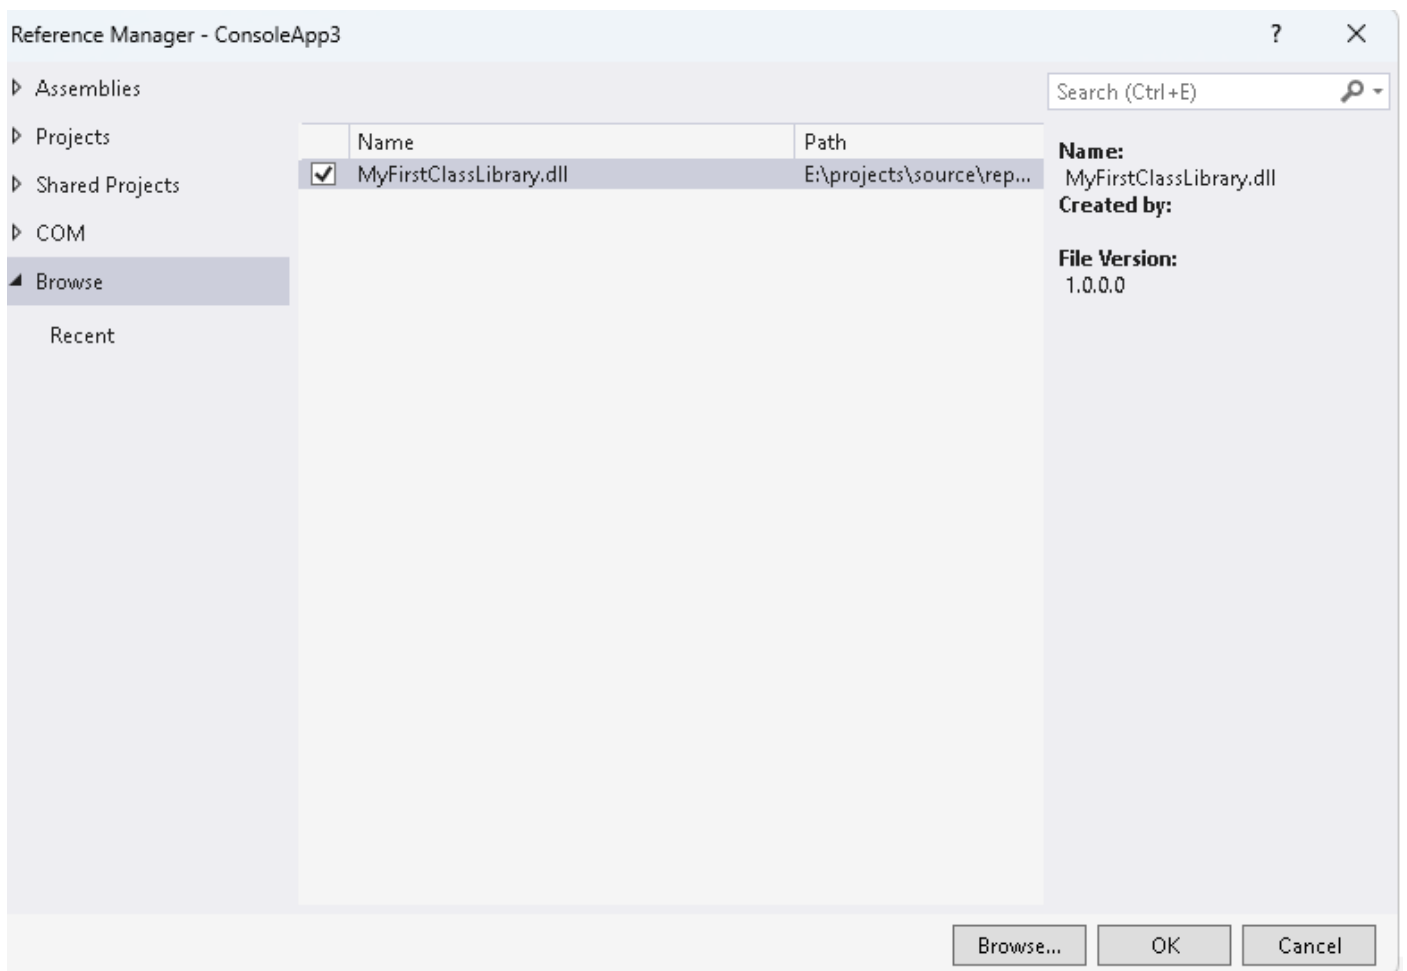 Reference Manager - ConsoleApp3
?
Assemblies
Projects
Shared Projects
COM
Browse
Recent
Name Path
MyFirstClassLibrary.dll E:\projects\source\rep...
Search (Ctrl+E)
Name:
MyFirstClassLibrary.dll
Created by:
File Version:
1.0.0.0
Browse... OK Cancel